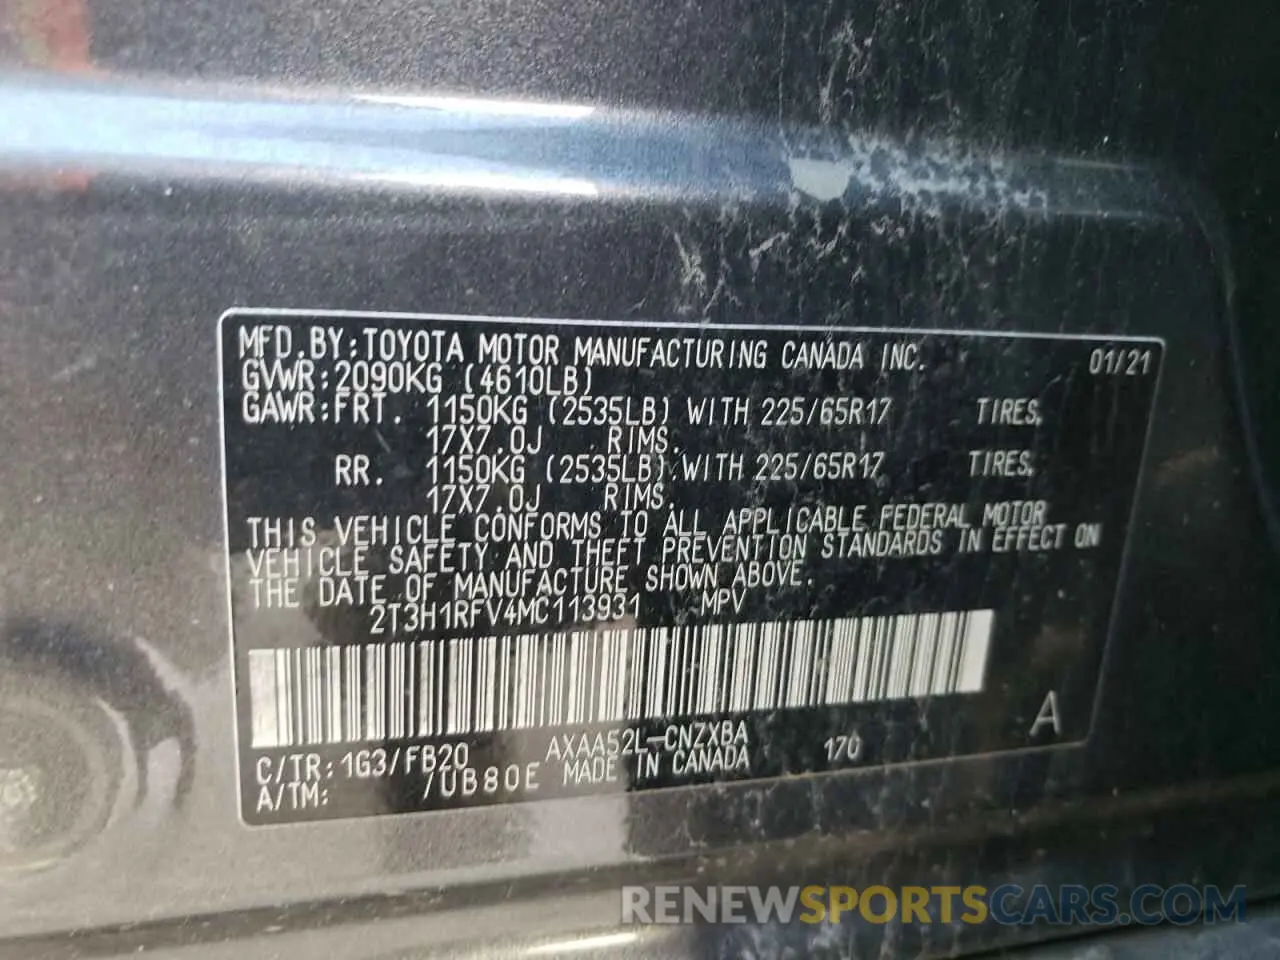 MFD.BY:TOYOTA MOTOR MANUFACTURING CANADA INC. 01/21
GVWR:2090KG (4610LB)
GAWR:FRT. 1150KG (2535LB) WITH 225/65R17 TIRES,
17X7.0J RIMS.
RR. 1150KG (2535LB) WITH 225/65R17 TIRES,
17X7.0J RIMS.
THIS VEHICLE CONFORMS TO ALL APPLICABLE FEDERAL MOTOR
VEHICLE SAFETY AND THEFT PREVENTION STANDARDS IN EFFECT ON
THE DATE OF MANUFACTURE SHOWN ABOVE.
2T3H1RFV4MC113931 MPV
A
AXAA52L-CNZXBA 170
C/TR:1G3/FB20 MADE IN CANADA
A/TM: /UB80E
RENEWSPORTSCARS.COM